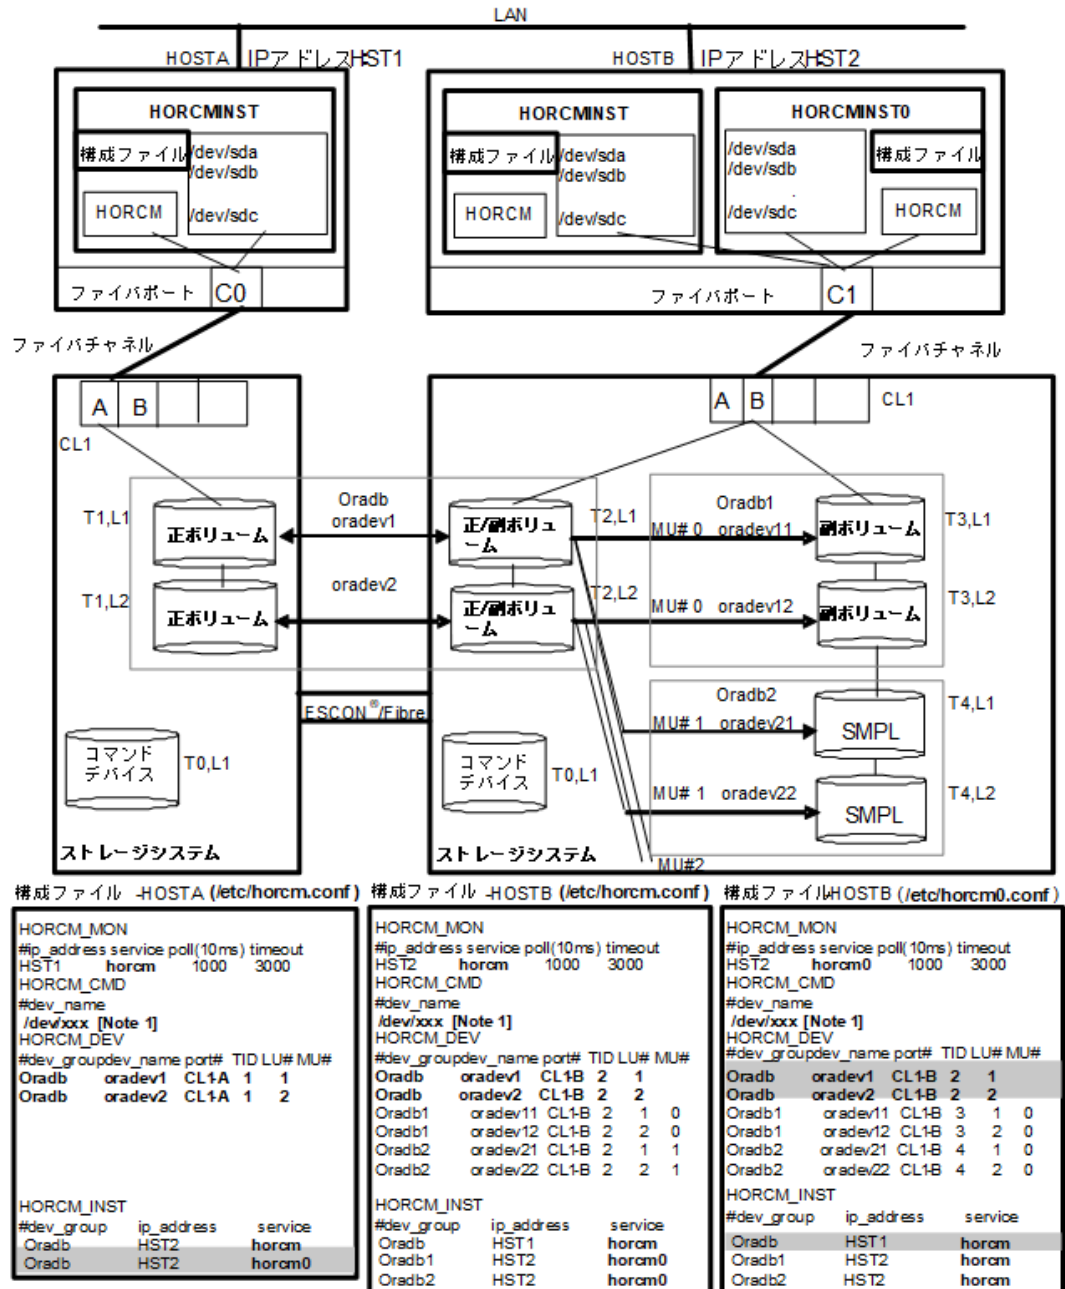 LAN
HOSTA IPアドレスHST1
HOSTB IPアドレスHST2
HORCMINST
構成ファイル
/dev/sda
/dev/sdb
HORCM
/dev/sdc
ファイバポート C0
HORCMINST
構成ファイル
/dev/sda
/dev/sdb
HORCM
/dev/sdc
HORCMINST0
/dev/sda
/dev/sdb
.
/dev/sdc
構成ファイル
HORCM
ファイバポート C1
ファイバチャネル
ファイバチャネル
A B
CL1
A B
CL1
T1,L1
正ボリューム
T1,L2
正ボリューム
Oradb
oradev1
oradev2
正/副ボリュ
ーム
T2,L1
正/副ボリュ
ーム
T2,L2
Oradb1
MU# 0 oradev11
副ボリューム
T3,L1
MU# 0 oradev12
副ボリューム
T3,L2
Oradb2
MU# 1 oradev21
SMPL
T4,L1
MU# 1 oradev22
SMPL
T4,L2
MU#2
ESCON®/Fibre
コマンド
デバイス
T0,L1
コマンド
デバイス
T0,L1
ストレージシステム
ストレージシステム
構成ファイル -HOSTA (/etc/horcm.conf)
HORCM_MON
#ip_address service poll(10ms) timeout
HST1 horcm 1000 3000
HORCM_CMD
#dev_name
/dev/xxx [Note 1]
HORCM_DEV
#dev_groupdev_name port# TID LU# MU#
Oradb oradev1 CL1-A 1 1
Oradb oradev2 CL1-A 1 2
HORCM_INST
#dev_group ip_address service
Oradb HST2 horcm
Oradb HST2 horcm0
構成ファイル -HOSTB (/etc/horcm.conf)
HORCM_MON
#ip_address service poll(10ms) timeout
HST2 horcm 1000 3000
HORCM_CMD
#dev_name
/dev/xxx [Note 1]
HORCM_DEV
#dev_groupdev_name port# TID LU# MU#
Oradb oradev1 CL1-B 2 1
Oradb oradev2 CL1-B 2 2
Oradb1 oradev11 CL1-B 2 1 0
Oradb1 oradev12 CL1-B 2 2 0
Oradb2 oradev21 CL1-B 2 1 1
Oradb2 oradev22 CL1-B 2 2 1
HORCM_INST
#dev_group ip_address service
Oradb HST1 horcm
Oradb1 HST2 horcm0
Oradb2 HST2 horcm0
構成ファイルHOSTB (/etc/horcm0.conf)
HORCM_MON
#ip_address service poll(10ms) timeout
HST2 horcm0 1000 3000
HORCM_CMD
#dev_name
/dev/xxx [Note 1]
HORCM_DEV
#dev_groupdev_name port# TID LU# MU#
Oradb oradev1 CL1-B 2 1
Oradb oradev2 CL1-B 2 2
Oradb1 oradev11 CL1-B 3 1 0
Oradb1 oradev12 CL1-B 3 2 0
Oradb2 oradev21 CL1-B 4 1 0
Oradb2 oradev22 CL1-B 4 2 0
HORCM_INST
#dev_group ip_address service
Oradb HST1 horcm
Oradb1 HST2 horcm
Oradb2 HST2 horcm